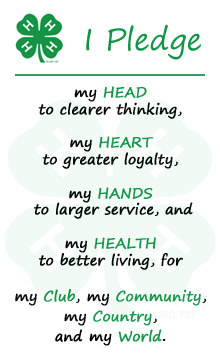 H H
H H
I Pledge
my HEAD
to clearer thinking,
my HEART
to greater loyalty,
my HANDS
to larger service, and
my HEALTH
to better living, for
my Club, my Community,
my Country,
and my World.